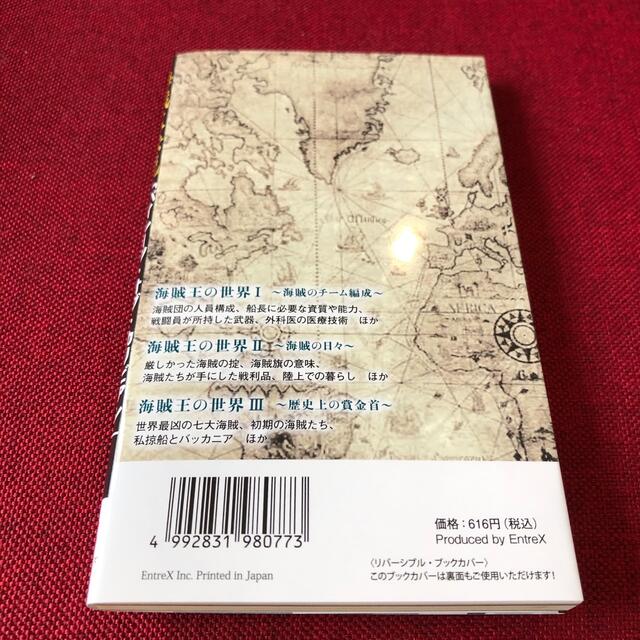 海賊王の世界Ⅰ ～海賊のチーム編成～
海賊団の人員構成、船長に必要な資質や能力、
戦闘員が所持した武器、外科医の医療技術 ほか
海賊王の世界Ⅱ ～海賊の日々～
厳しかった海賊の掟、海賊旗の意味、
海賊たちが手にした戦利品、陸上での暮らし ほか
海賊王の世界Ⅲ ～歴史上の賞金首～
世界最凶の七大海賊、初期の海賊たち、
私掠船とバッカニア ほか
4 992831 980773
価格：616円（税込）
Produced by EntreX
EntreX Inc. Printed in Japan
〈リバーシブル・ブックカバー〉
このブックカバーは裏面もご使用いただけます！